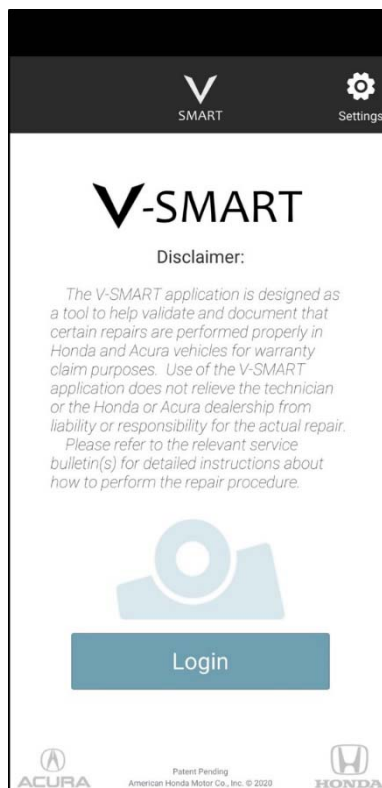 V
SMART
Settings
V-SMART
Disclaimer:
The V-SMART application is designed as
a tool to help validate and document that
certain repairs are performed properly in
Honda and Acura vehicles for warranty
claim purposes. Use of the V-SMART
application does not relieve the technician
or the Honda or Acura dealership from
liability or responsibility for the actual repair.
Please refer to the relevant service
bulletin(s) for detailed instructions about
how to perform the repair procedure.
Login
Patent Pending
ACURA
American Honda Motor Co., Inc. © 2020
HONDA